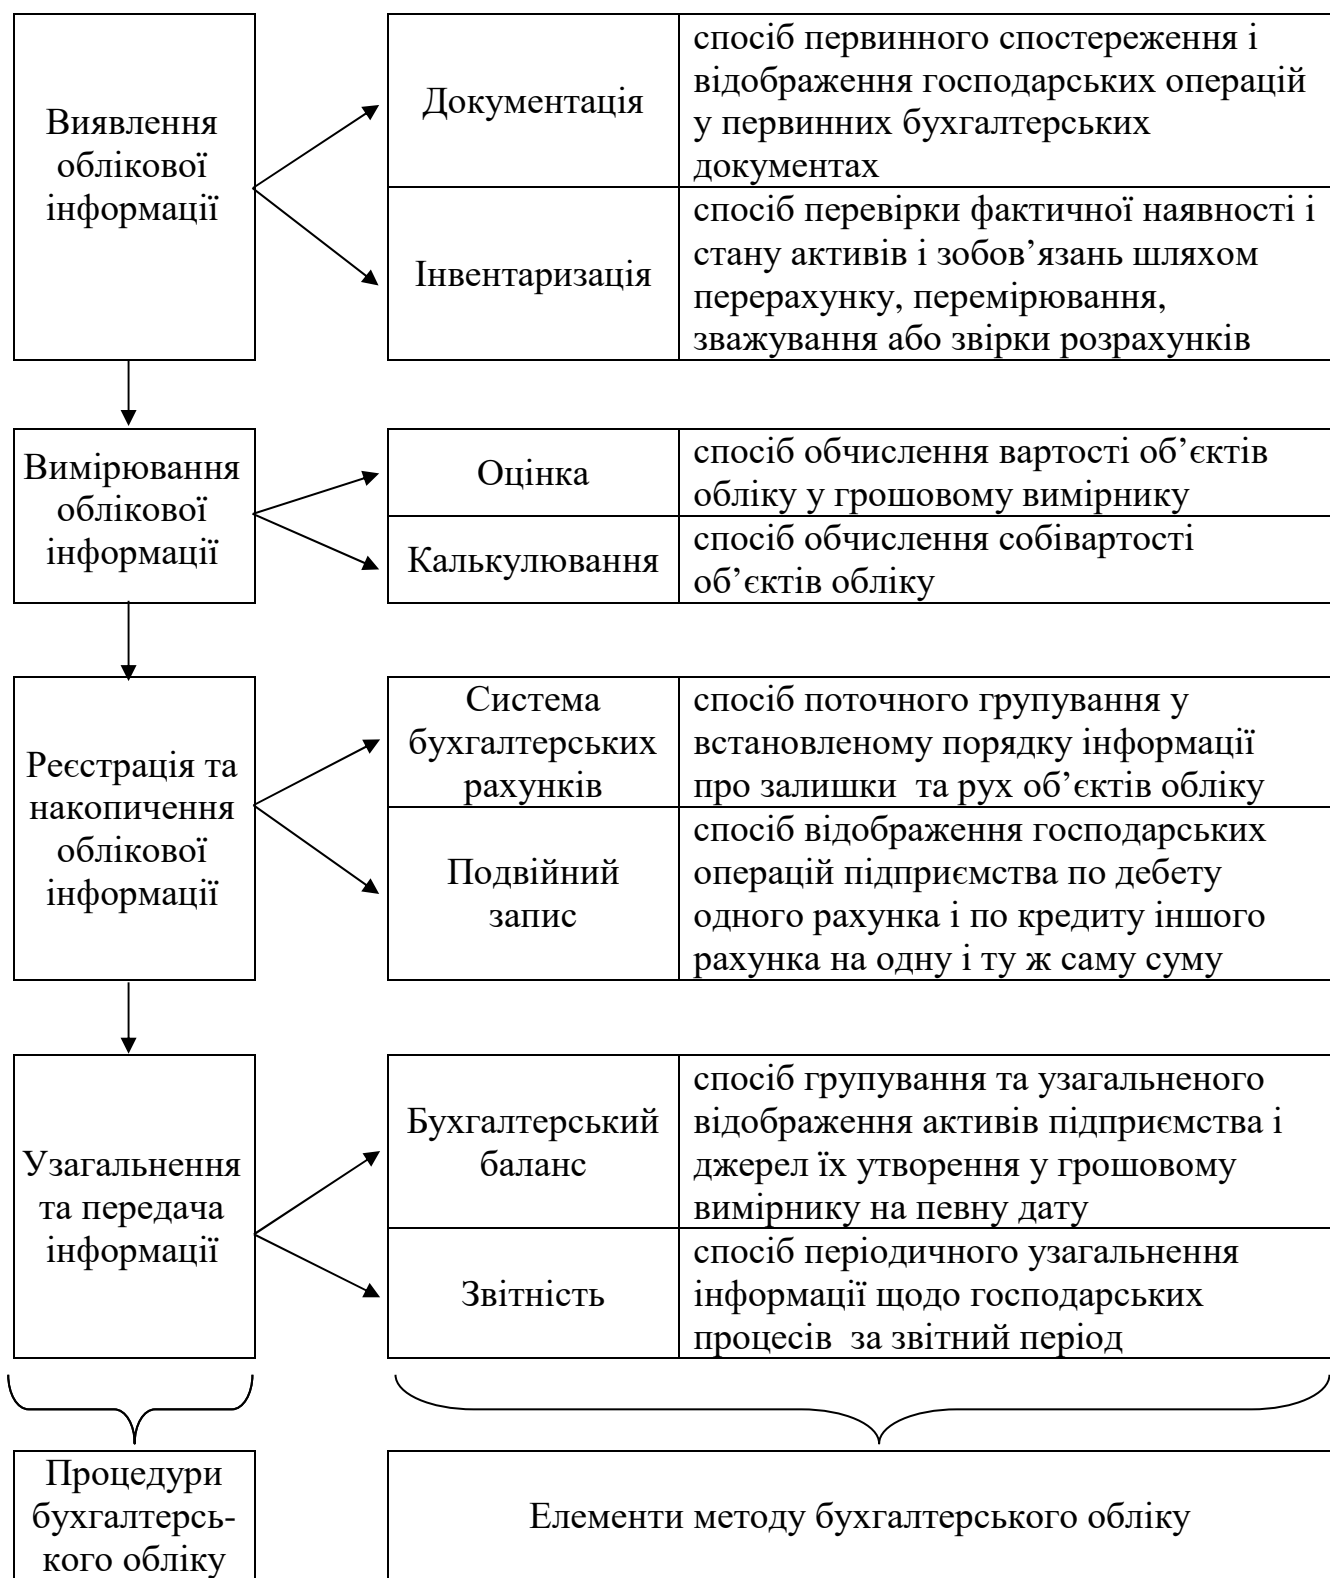 Виявлення
облікової
інформації
Документація
спосіб первинного спостереження і
відображення господарських операцій
у первинних бухгалтерських
документах
Інвентаризація
спосіб перевірки фактичної наявності і
стану активів і зобов’язань шляхом
перерахунку, перемірювання,
зважування або звірки розрахунків
Вимірювання
облікової
інформації
Оцінка
спосіб обчислення вартості об’єктів
обліку у грошовому вимірнику
Калькулювання
спосіб обчислення собівартості
об’єктів обліку
Реєстрація та
накопичення
облікової
інформації
Система
бухгалтерських
рахунків
спосіб поточного групування у
встановленому порядку інформації
про залишки та рух об’єктів обліку
Подвійний
запис
спосіб відображення господарських
операцій підприємства по дебету
одного рахунка і по кредиту іншого
рахунка на одну і ту ж саму суму
Узагальнення
та передача
інформації
Бухгалтерський
баланс
спосіб групування та узагальненого
відображення активів підприємства і
джерел їх утворення у грошовому
вимірнику на певну дату
Звітність
спосіб періодичного узагальнення
інформації щодо господарських
процесів за звітний період
Процедури
бухгалтерсь-
кого обліку
Елементи методу бухгалтерського обліку